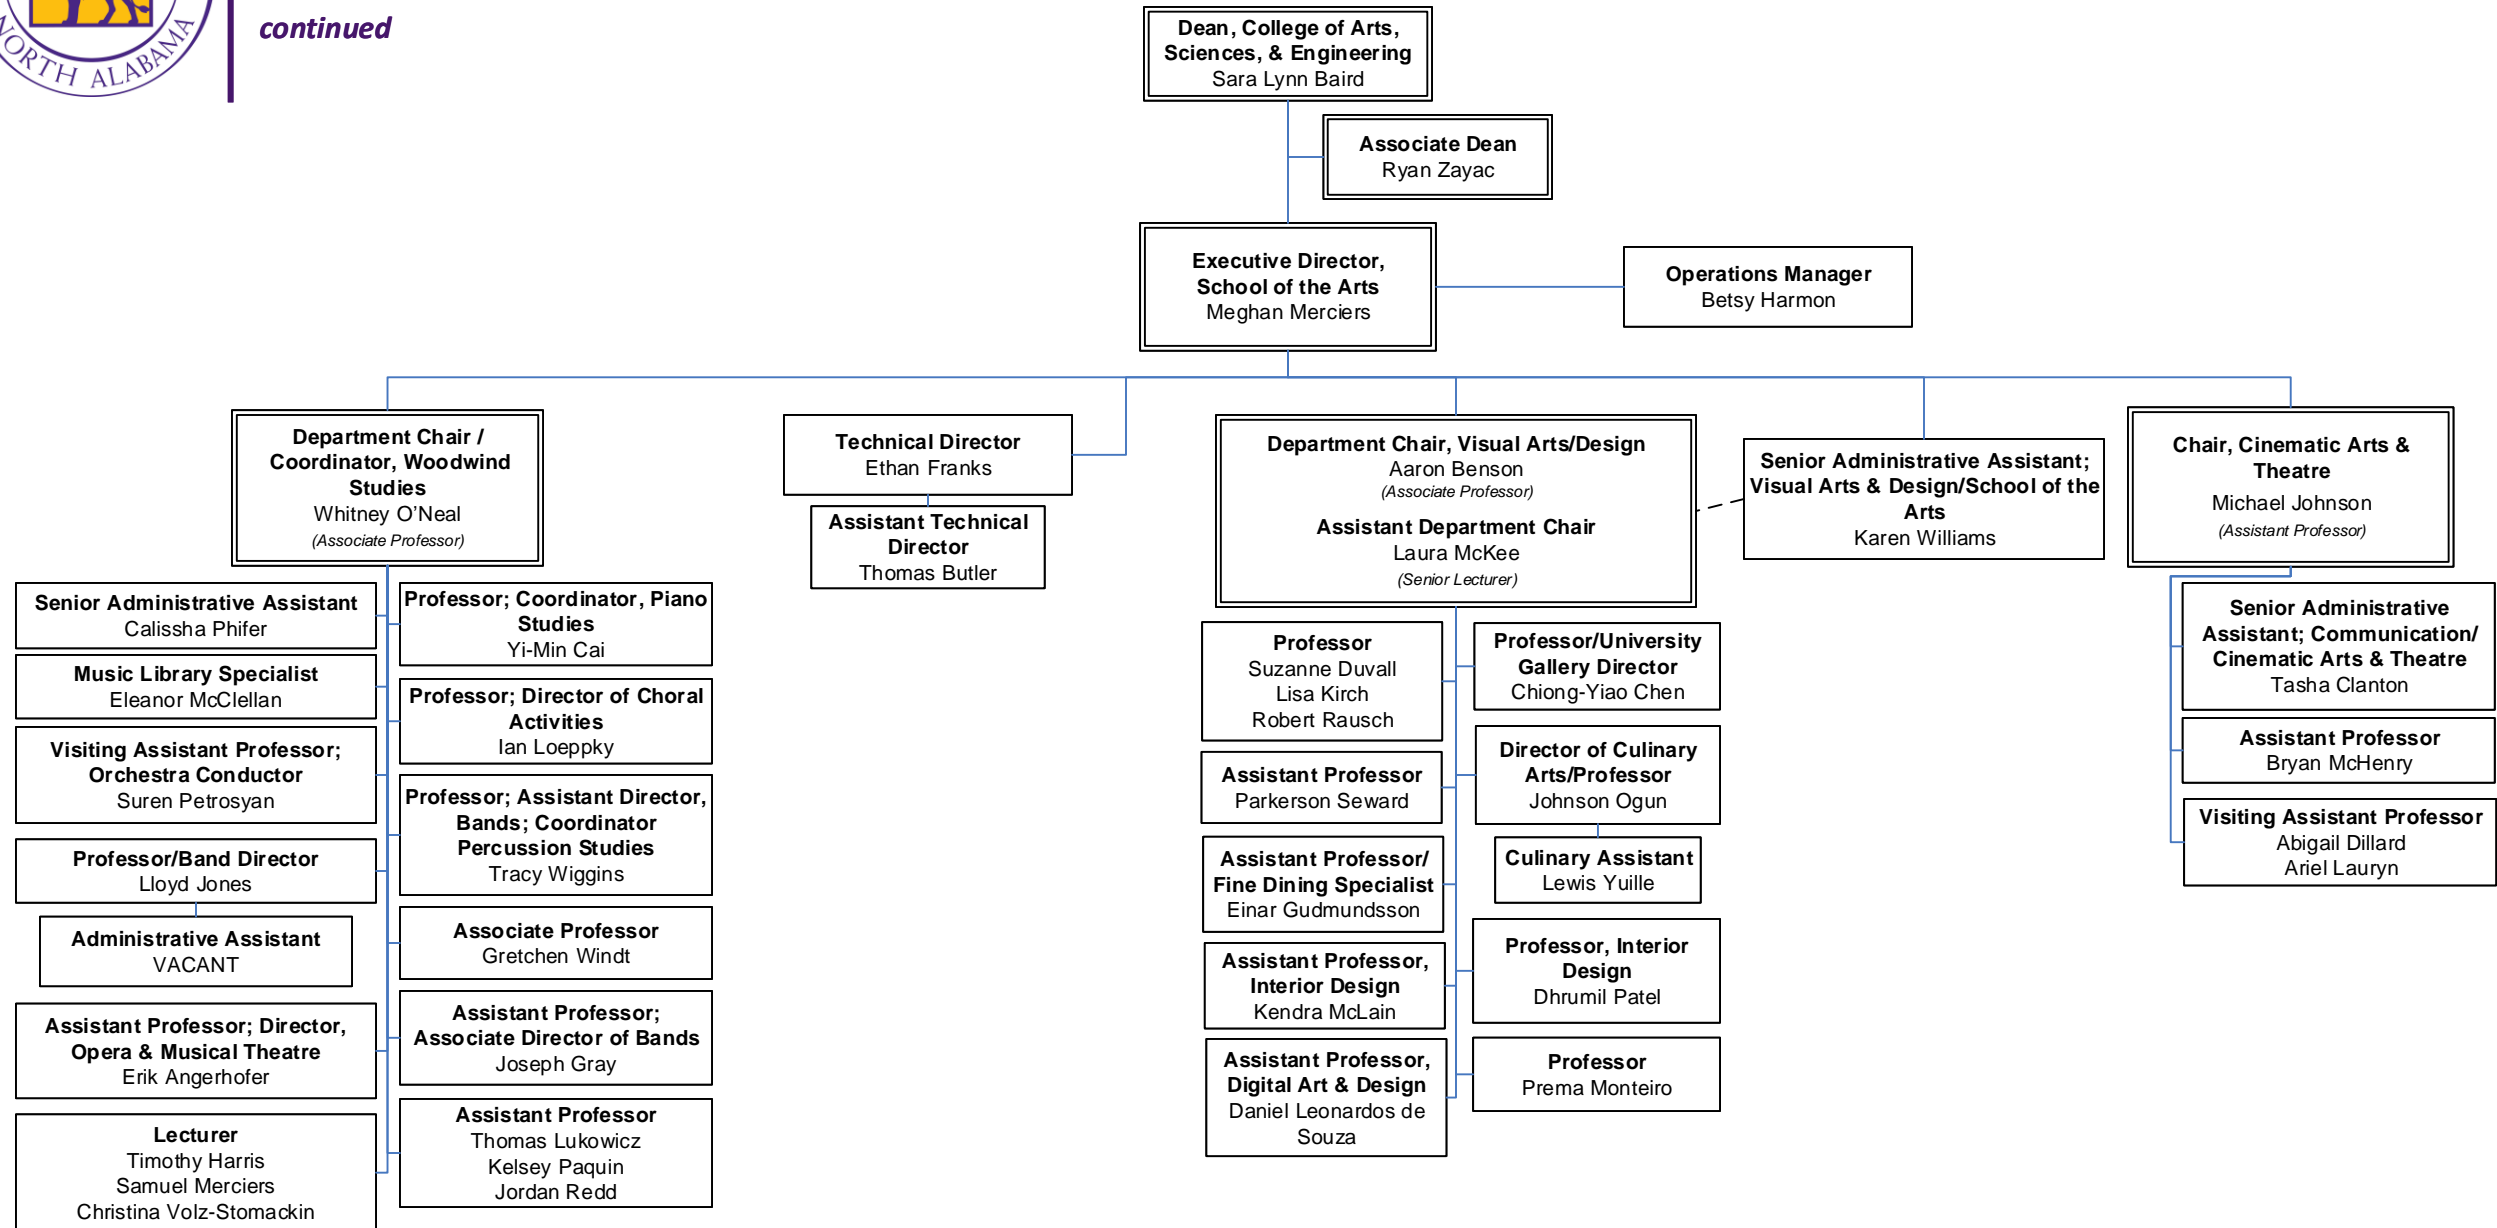 NORTH ALABAMA
continued
Dean, College of Arts,
Sciences, & Engineering
Sara Lynn Baird
Associate Dean
Ryan Zayac
Executive Director,
School of the Arts
Meghan Merciers
Operations Manager
Betsy Harmon
Department Chair /
Coordinator, Woodwind
Studies
Whitney O’Neal
(Associate Professor)
Technical Director
Ethan Franks
Assistant Technical
Director
Thomas Butler
Department Chair, Visual Arts/Design
Aaron Benson
(Associate Professor)
Assistant Department Chair
Laura McKee
(Senior Lecturer)
Senior Administrative Assistant;
Visual Arts & Design/School of the
Arts
Karen Williams
Chair, Cinematic Arts &
Theatre
Michael Johnson
(Assistant Professor)
Senior Administrative Assistant
Calissha Phifer
Music Library Specialist
Eleanor McClellan
Visiting Assistant Professor;
Orchestra Conductor
Suren Petrosyan
Professor/Band Director
Lloyd Jones
Administrative Assistant
VACANT
Assistant Professor; Director,
Opera & Musical Theatre
Erik Angerhofer
Lecturer
Timothy Harris
Samuel Merciers
Christina Volz-Stomackin
Professor; Coordinator, Piano
Studies
Yi-Min Cai
Professor; Director of Choral
Activities
Ian Loeppky
Professor; Assistant Director,
Bands; Coordinator
Percussion Studies
Tracy Wiggins
Associate Professor
Gretchen Windt
Assistant Professor;
Associate Director of Bands
Joseph Gray
Assistant Professor
Thomas Lukowicz
Kelsey Paquin
Jordan Redd
Professor
Suzanne Duvall
Lisa Kirch
Robert Rausch
Assistant Professor
Parkerson Seward
Assistant Professor/
Fine Dining Specialist
Einar Gudmundsson
Assistant Professor,
Interior Design
Kendra McLain
Assistant Professor,
Digital Art & Design
Daniel Leonardos de
Souza
Professor/University
Gallery Director
Chiong-Yiao Chen
Director of Culinary
Arts/Professor
Johnson Ogun
Culinary Assistant
Lewis Yuille
Professor, Interior
Design
Dhrumil Patel
Professor
Prema Monteiro
Senior Administrative
Assistant; Communication/
Cinematic Arts & Theatre
Tasha Clanton
Assistant Professor
Bryan McHenry
Visiting Assistant Professor
Abigail Dillard
Ariel Lauryn